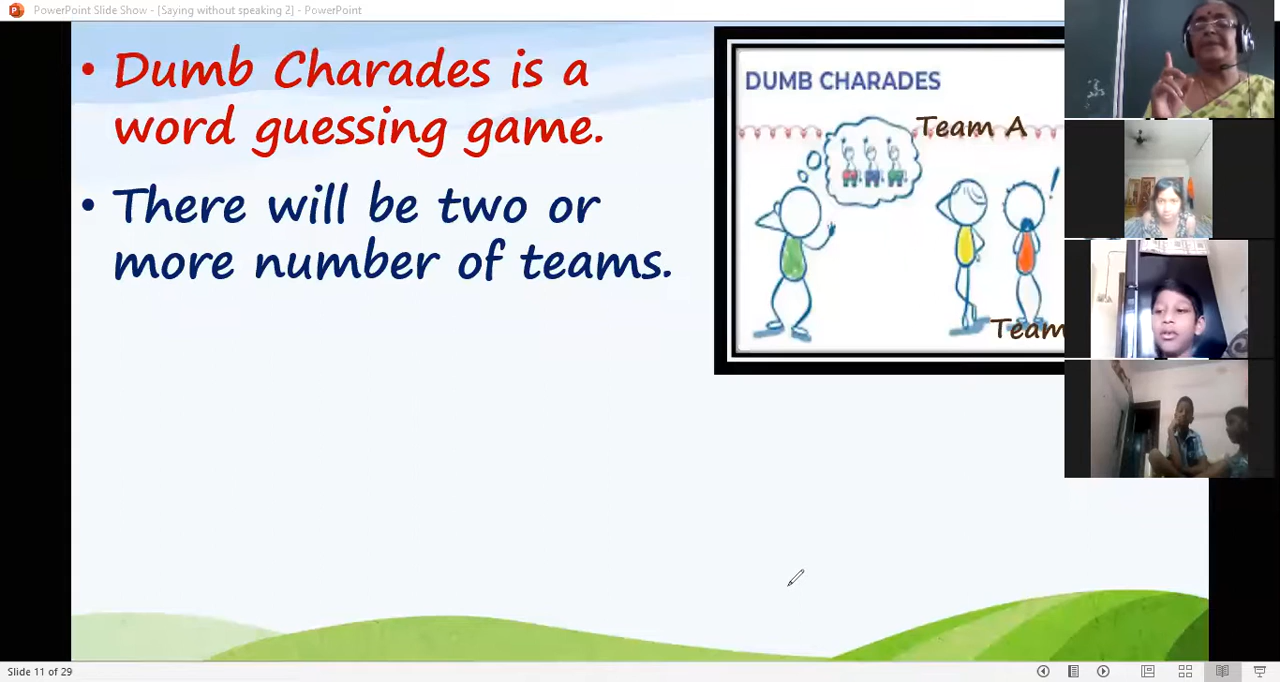 PowerPoint Slide Show - [Saying without speaking 2] - PowerPoint
• Dumb Charades is a
word guessing game.
• There will be two or
more number of teams.
DUMB CHARADES
Team A
!
Team
Slide 11 of 29